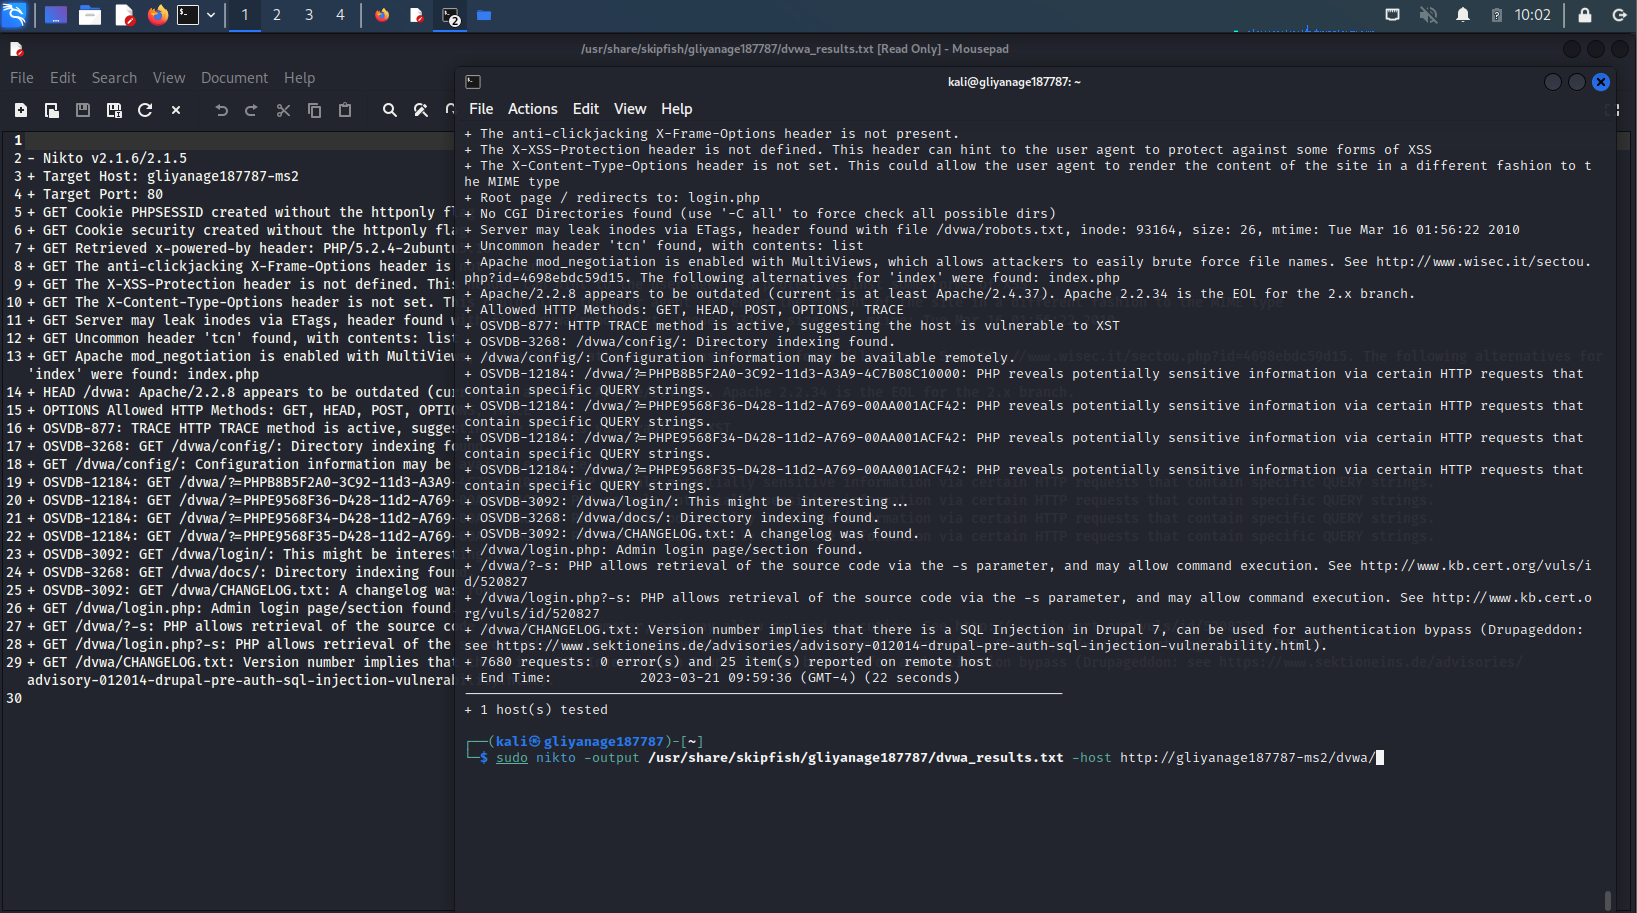 1 2 3 4 2 10:02
/usr/share/skipfish/gliyanage187787/dvwa_results.txt [Read Only] - Mousepad
File Edit Search View Document Help
1
2 - Nikto v2.1.6/2.1.5
3 + Target Host: gliyanage187787-ms2
4 + Target Port: 80
5 + GET Cookie PHPSESSID created without the httponly
6 + GET Cookie security created without the httponly
7 + GET Retrieved x-powered-by header: PHP/5.2.4-2ubuntu
8 + GET The anti-clickjacking X-Frame-Options header is
9 + GET The X-XSS-Protection header is not defined.
10 + GET The X-Content-Type-Options header is not set.
11 + GET Server may leak inodes via ETags, header found
12 + GET Uncommon header 'tcn' found, with contents: list
13 + GET Apache mod_negotiation is enabled with
'index' were found: index.php
14 + HEAD /dvwa: Apache/2.2.8 appears to be outdated
15 + OPTIONS Allowed HTTP Methods: GET, HEAD, POST,
16 + OSVDB-877: TRACE HTTP TRACE method is active,
17 + OSVDB-3268: GET /dvwa/config/: Directory indexing
18 + GET /dvwa/config/: Configuration information may be
19 + OSVDB-12184: GET /dvwa/?=PHPB8B5F2A0-3C92-11d3-A3A9-
20 + OSVDB-12184: GET /dvwa/?=PHPE9568F36-D428-11d2-A769-
21 + OSVDB-12184: GET /dvwa/?=PHPE9568F34-D428-11d2-A769-
22 + OSVDB-12184: GET /dvwa/?=PHPE9568F35-D428-11d2-A769-
23 + OSVDB-3092: GET /dvwa/login/: This might be
24 + OSVDB-3268: GET /dvwa/docs/: Directory indexing
25 + OSVDB-3092: GET /dvwa/CHANGELOG.txt: A changelog
26 + GET /dvwa/login.php: Admin login page/section found
27 + GET /dvwa/?-s: PHP allows retrieval of the source
28 + GET /dvwa/login.php?-s: PHP allows retrieval of the
29 + GET /dvwa/CHANGELOG.txt: Version number implies
advisory-012014-drupal-pre-auth-sql-injection-
30
kali@gliyanage187787: ~
File Actions Edit View Help
+ The anti-clickjacking X-Frame-Options header is not present.
+ The X-XSS-Protection header is not defined. This header can hint to the user agent to protect against some forms of XSS
+ The X-Content-Type-Options header is not set. This could allow the user agent to render the content of the site in a different fashion to t
he MIME type
+ Root page / redirects to: login.php
+ No CGI Directories found (use '-C all' to force check all possible dirs)
+ Server may leak inodes via ETags, header found with file /dvwa/robots.txt, inode: 93164, size: 26, mtime: Tue Mar 16 01:56:22 2010
+ Uncommon header 'tcn' found, with contents: list
+ Apache mod_negotiation is enabled with MultiViews, which allows attackers to easily brute force file names. See http://www.wisec.it/sectou.
php?id=4698ebdc59d15. The following alternatives for 'index' were found: index.php
+ Apache/2.2.8 appears to be outdated (current is at least Apache/2.4.37). Apache 2.2.34 is the EOL for the 2.x branch.
+ Allowed HTTP Methods: GET, HEAD, POST, OPTIONS, TRACE
+ OSVDB-877: HTTP TRACE method is active, suggesting the host is vulnerable to XST
+ OSVDB-3268: /dvwa/config/: Directory indexing found.
+ /dvwa/config/: Configuration information may be available remotely.
+ OSVDB-12184: /dvwa/?=PHPB8B5F2A0-3C92-11d3-A3A9-4C7B08C10000: PHP reveals potentially sensitive information via certain HTTP requests that
contain specific QUERY strings.
+ OSVDB-12184: /dvwa/?=PHPE9568F36-D428-11d2-A769-00AA001ACF42: PHP reveals potentially sensitive information via certain HTTP requests that
contain specific QUERY strings.
+ OSVDB-12184: /dvwa/?=PHPE9568F34-D428-11d2-A769-00AA001ACF42: PHP reveals potentially sensitive information via certain HTTP requests that
contain specific QUERY strings.
+ OSVDB-12184: /dvwa/?=PHPE9568F35-D428-11d2-A769-00AA001ACF42: PHP reveals potentially sensitive information via certain HTTP requests that
contain specific QUERY strings.
+ OSVDB-3092: /dvwa/login/: This might be interesting...
+ OSVDB-3268: /dvwa/docs/: Directory indexing found.
+ OSVDB-3092: /dvwa/CHANGELOG.txt: A changelog was found.
+ /dvwa/login.php: Admin login page/section found.
+ /dvwa/?-s: PHP allows retrieval of the source code via the -s parameter, and may allow command execution. See http://www.kb.cert.org/vuls/i
d/520827
+ /dvwa/login.php?-s: PHP allows retrieval of the source code via the -s parameter, and may allow command execution. See http://www.kb.cert.o
rg/vuls/id/520827
+ /dvwa/CHANGELOG.txt: Version number implies that there is a SQL Injection in Drupal 7, can be used for authentication bypass (Drupageddon:
see https://www.sektioneins.de/advisories/advisory-012014-drupal-pre-auth-sql-injection-vulnerability.html).
+ 7680 requests: 0 error(s) and 25 item(s) reported on remote host
+ End Time: 2023-03-21 09:59:36 (GMT-4) (22 seconds)
+ 1 host(s) tested
(kali㉿gliyanage187787)-[~]
$ sudo nikto -output /usr/share/skipfish/gliyanage187787/dvwa_results.txt -host http://gliyanage187787-ms2/dvwa/